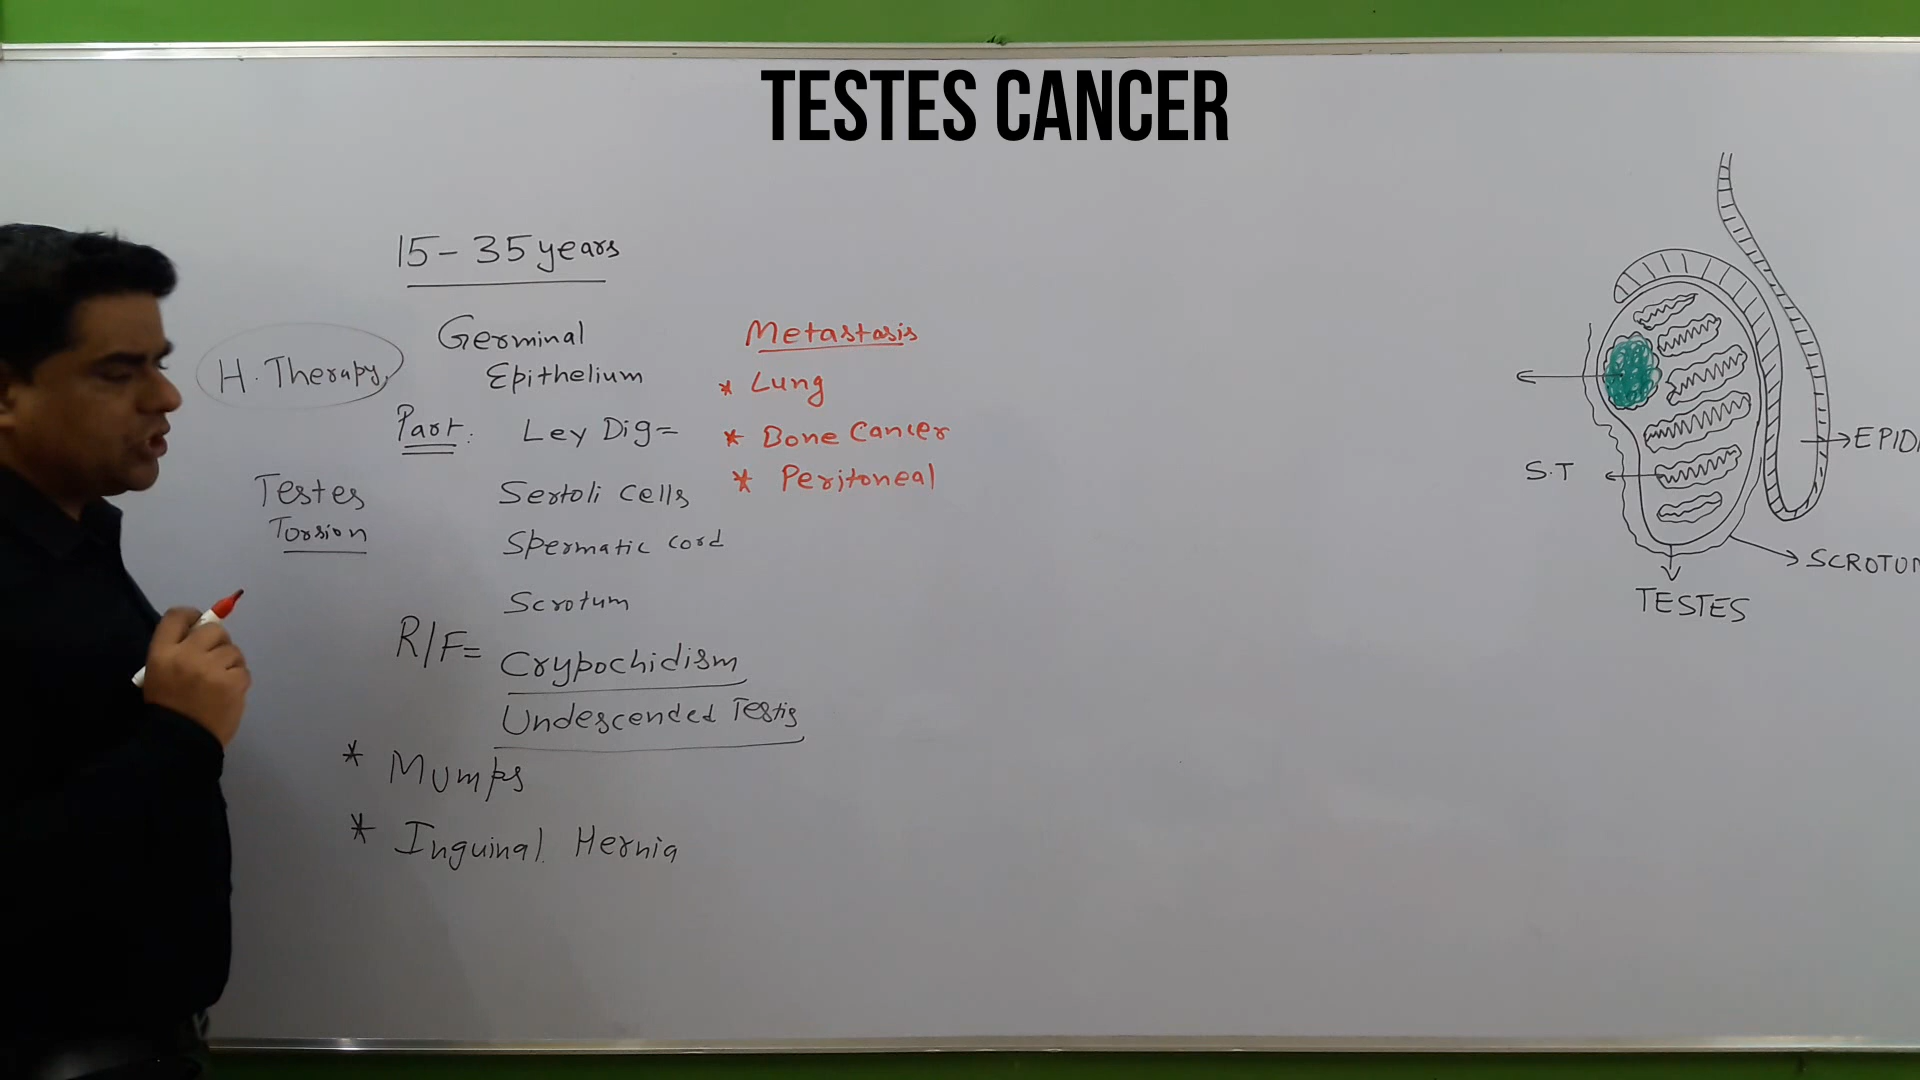 TESTES CANCER
15-35 years
H. Therapy
Germinal
Epithelium
Part: Ley Dig=
Testes
Torsion
Sertoli cells
Spermatic cord
Scrotum
R/F= Crypochidism
Undescended Testis
* Mumps
* Inguinal. Hernia
Metastasis
* Lung
* Bone Cancer
* Peritoneal
EPIDI
S.T
SCROTUM
TESTES